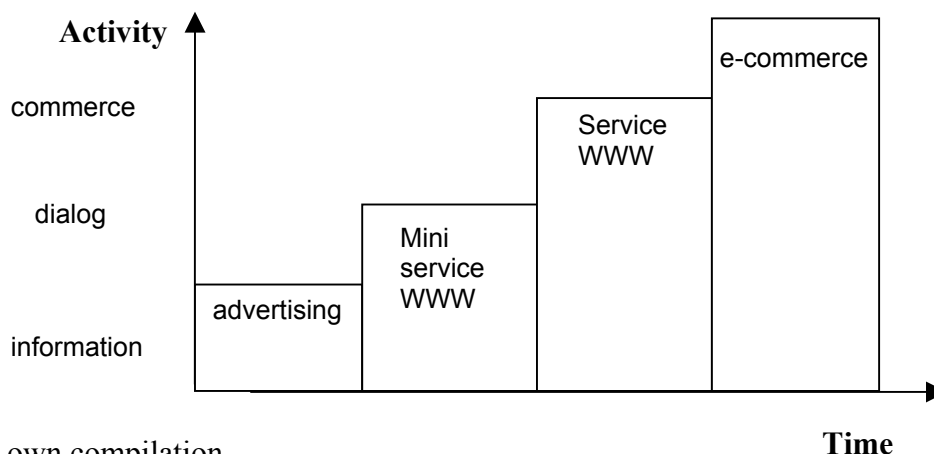 Activity
e-commerce
commerce
Service
WWW
dialog
Mini
service
WWW
advertising
information
Time
own compilation